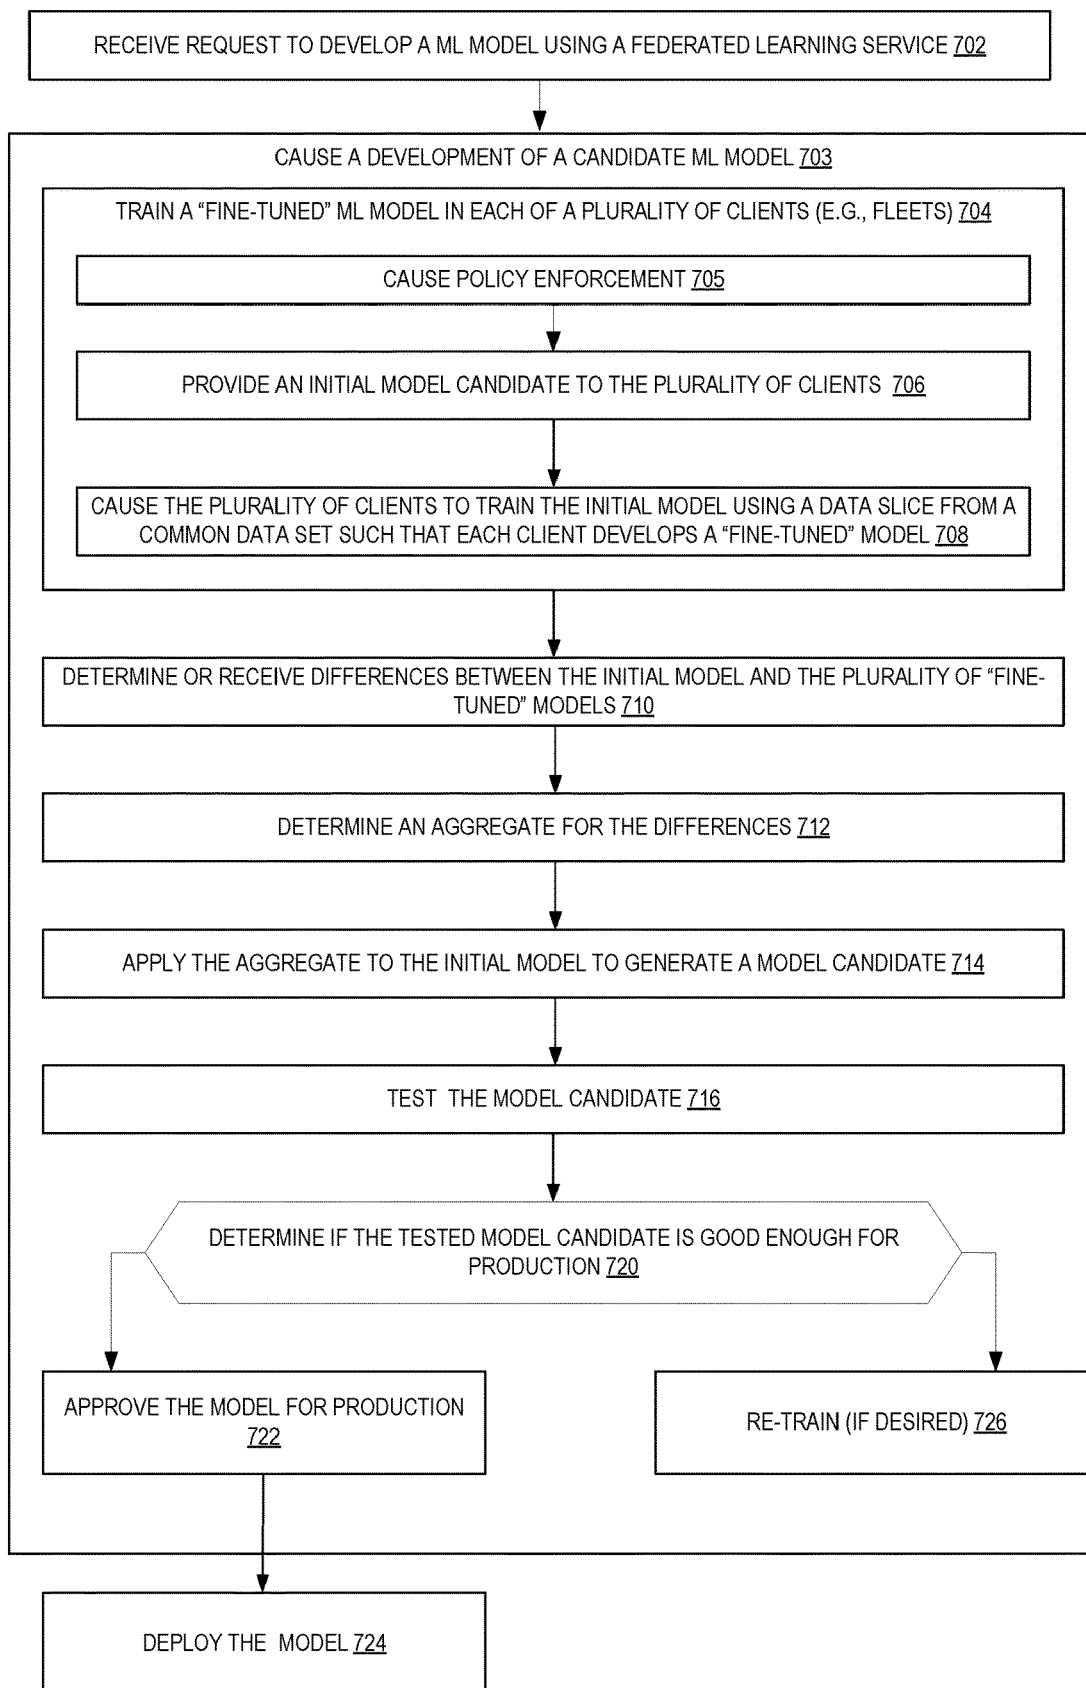 RECEIVE REQUEST TO DEVELOP A ML MODEL USING A FEDERATED LEARNING SERVICE 702
CAUSE A DEVELOPMENT OF A CANDIDATE ML MODEL 703
TRAIN A “FINE-TUNED” ML MODEL IN EACH OF A PLURALITY OF CLIENTS (E.G., FLEETS) 704
CAUSE POLICY ENFORCEMENT 705
PROVIDE AN INITIAL MODEL CANDIDATE TO THE PLURALITY OF CLIENTS 706
CAUSE THE PLURALITY OF CLIENTS TO TRAIN THE INITIAL MODEL USING A DATA SLICE FROM A
COMMON DATA SET SUCH THAT EACH CLIENT DEVELOPS A “FINE-TUNED” MODEL 708
DETERMINE OR RECEIVE DIFFERENCES BETWEEN THE INITIAL MODEL AND THE PLURALITY OF “FINE-
TUNED” MODELS 710
DETERMINE AN AGGREGATE FOR THE DIFFERENCES 712
APPLY THE AGGREGATE TO THE INITIAL MODEL TO GENERATE A MODEL CANDIDATE 714
TEST THE MODEL CANDIDATE 716
DETERMINE IF THE TESTED MODEL CANDIDATE IS GOOD ENOUGH FOR
PRODUCTION 720
APPROVE THE MODEL FOR PRODUCTION
722
RE-TRAIN (IF DESIRED) 726
DEPLOY THE MODEL 724